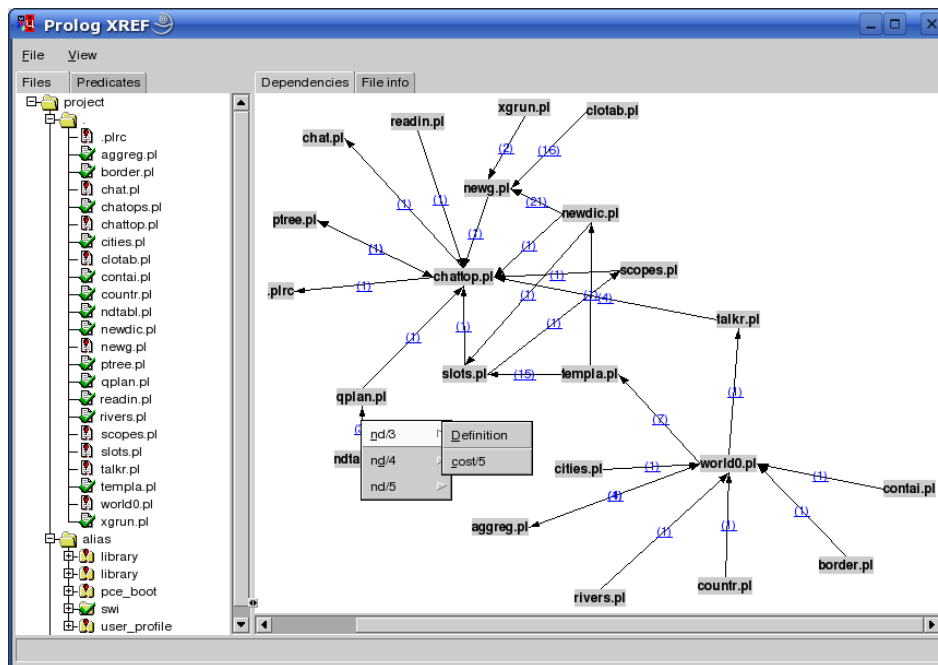 Prolog XREF
File View
Files Predicates
Dependencies File info
project
.
.plrc
aggreg.pl
border.pl
chat.pl
chatops.pl
chattop.pl
cities.pl
clotab.pl
contai.pl
countr.pl
ndtabl.pl
newdic.pl
newg.pl
ptree.pl
qplan.pl
readin.pl
rivers.pl
scopes.pl
slots.pl
talkr.pl
templa.pl
world0.pl
xgrun.pl
alias
library
library
pce_boot
swi
user_profile
xgrun.pl
clotab.pl
readin.pl
chat.pl
(2)
(16)
newg.pl
(1)
(1)
(21)
newdic.pl
ptree.pl
(1)
(1)
(1)
chattop.pl
(1)
scopes.pl
.plrc
(1)
(1)
(4)
talkr.pl
(1)
(1)
(1)
slots.pl
(15)
templa.pl
qplan.pl
(1)
(7)
nd/3
Definition
nd/4
cost/5
nd/5
cities.pl
(1)
world0.pl
(1)
contai.pl
(4)
aggreg.pl
(1)
(1)
(1)
border.pl
countr.pl
rivers.pl